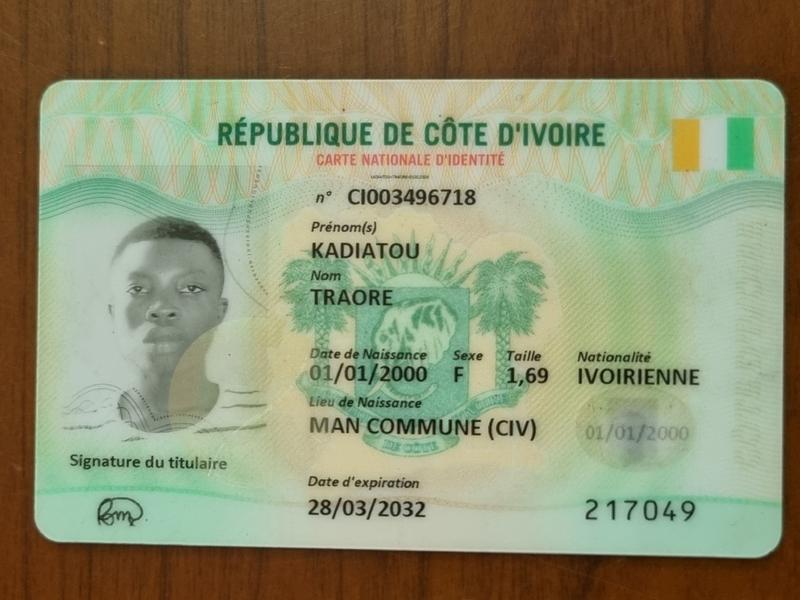 RÉPUBLIQUE DE CÔTE D'IVOIRE
CARTE NATIONALE D'IDENTITÉ
n° CI003496718
Prénom(s)
KADIATOU
Nom
TRAORE
Date de Naissance Sexe Taille Nationalité
01/01/2000 F 1,69 IVOIRIENNE
Lieu de Naissance
MAN COMMUNE (CIV)
01/01/2000
DE CÔTE
Signature du titulaire
Date d'expiration
28/03/2032
217049